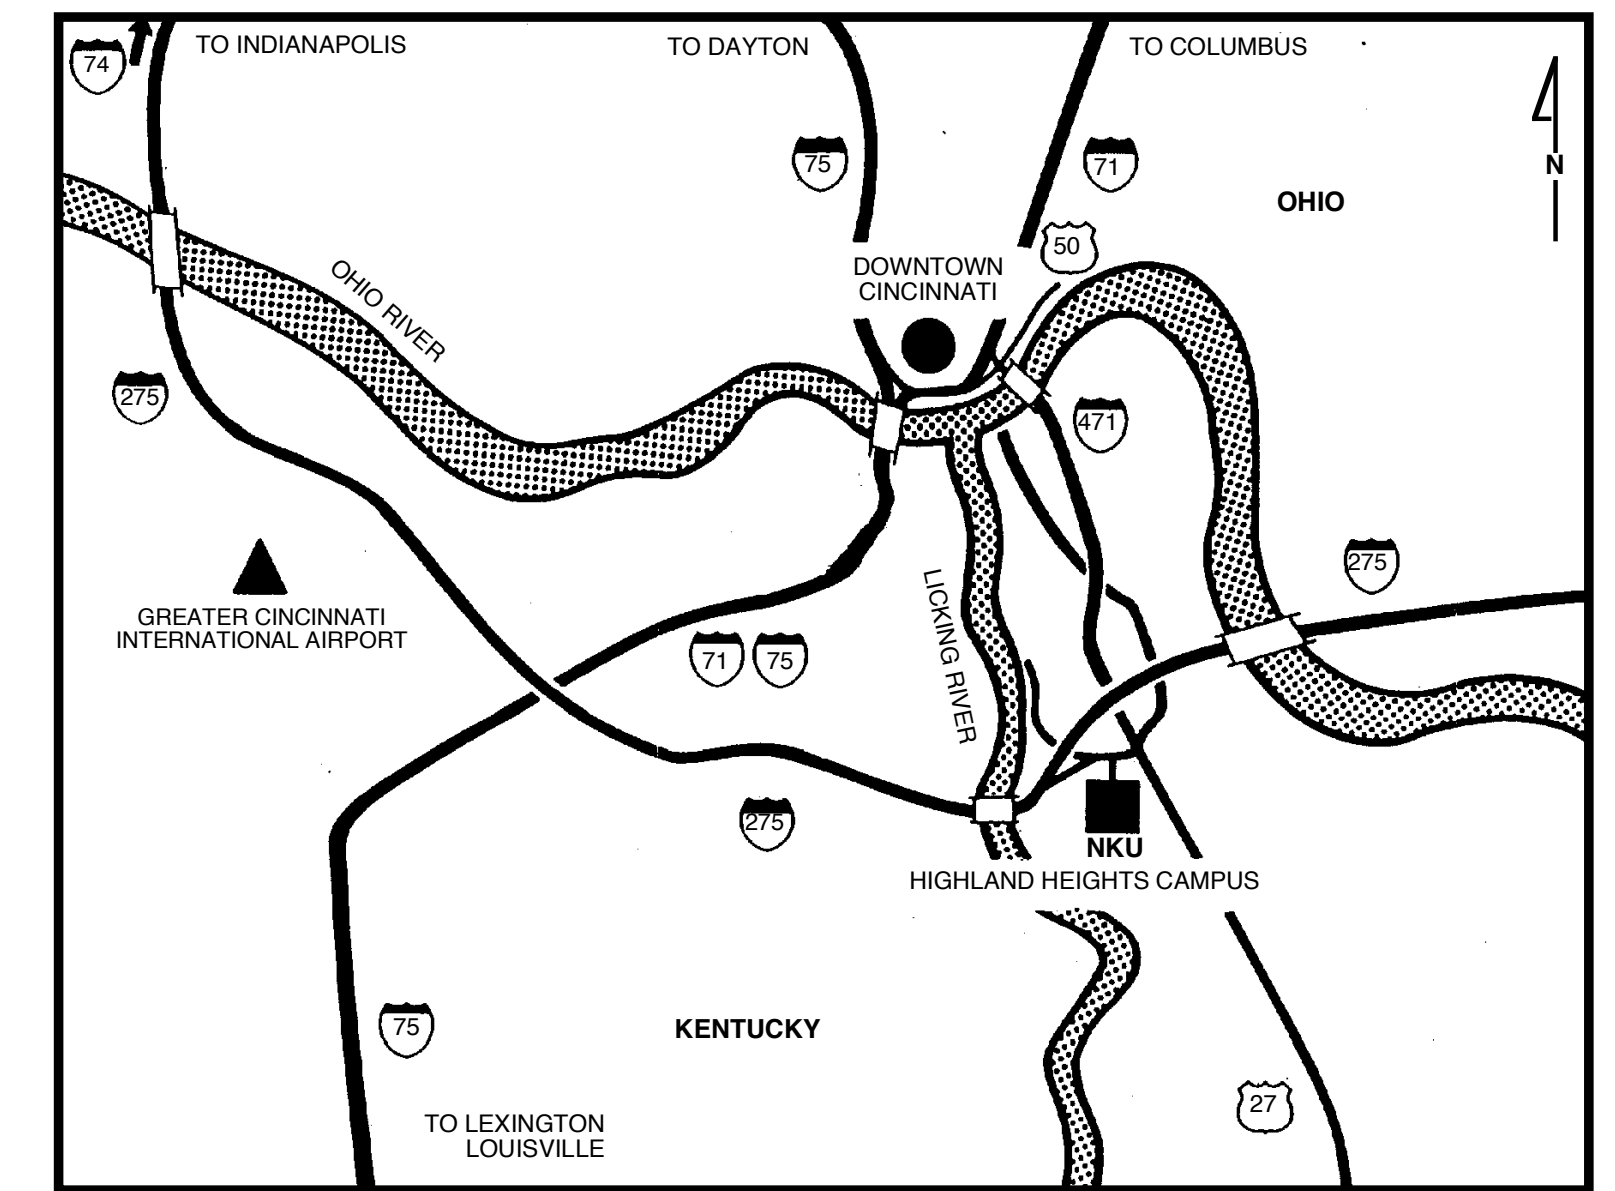 74
TO INDIANAPOLIS
TO DAYTON
TO COLUMBUS
75
71
N
OHIO
50
DOWNTOWN
CINCINNATI
OHIO RIVER
275
471
275
GREATER CINCINNATI
INTERNATIONAL AIRPORT
LICKING RIVER
71
75
275
NKU
HIGHLAND HEIGHTS CAMPUS
75
KENTUCKY
27
TO LEXINGTON
LOUISVILLE